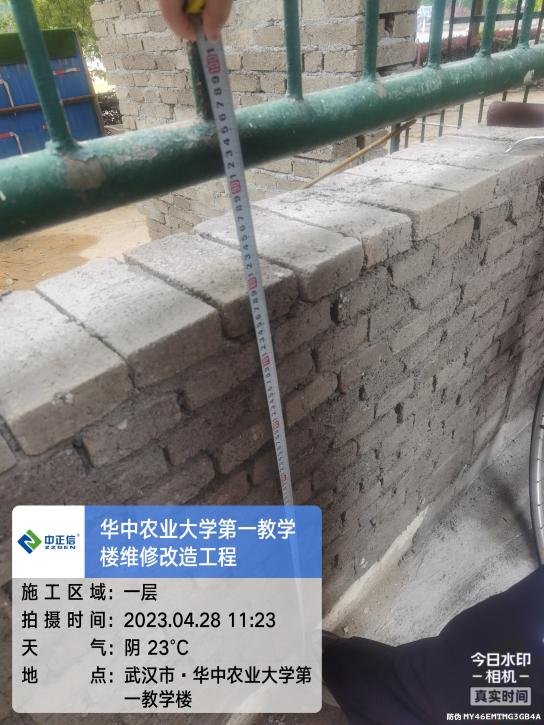 中正信
ZZSEN
华中农业大学第一教学
楼维修改造工程
施工区域：一层
拍摄时间：2023.04.28 11:23
天气：阴 23℃
地点：武汉市·华中农业大学第
一教学楼
今日水印
-相机-
真实时间
防伪 MY46EMTMG3GB4A